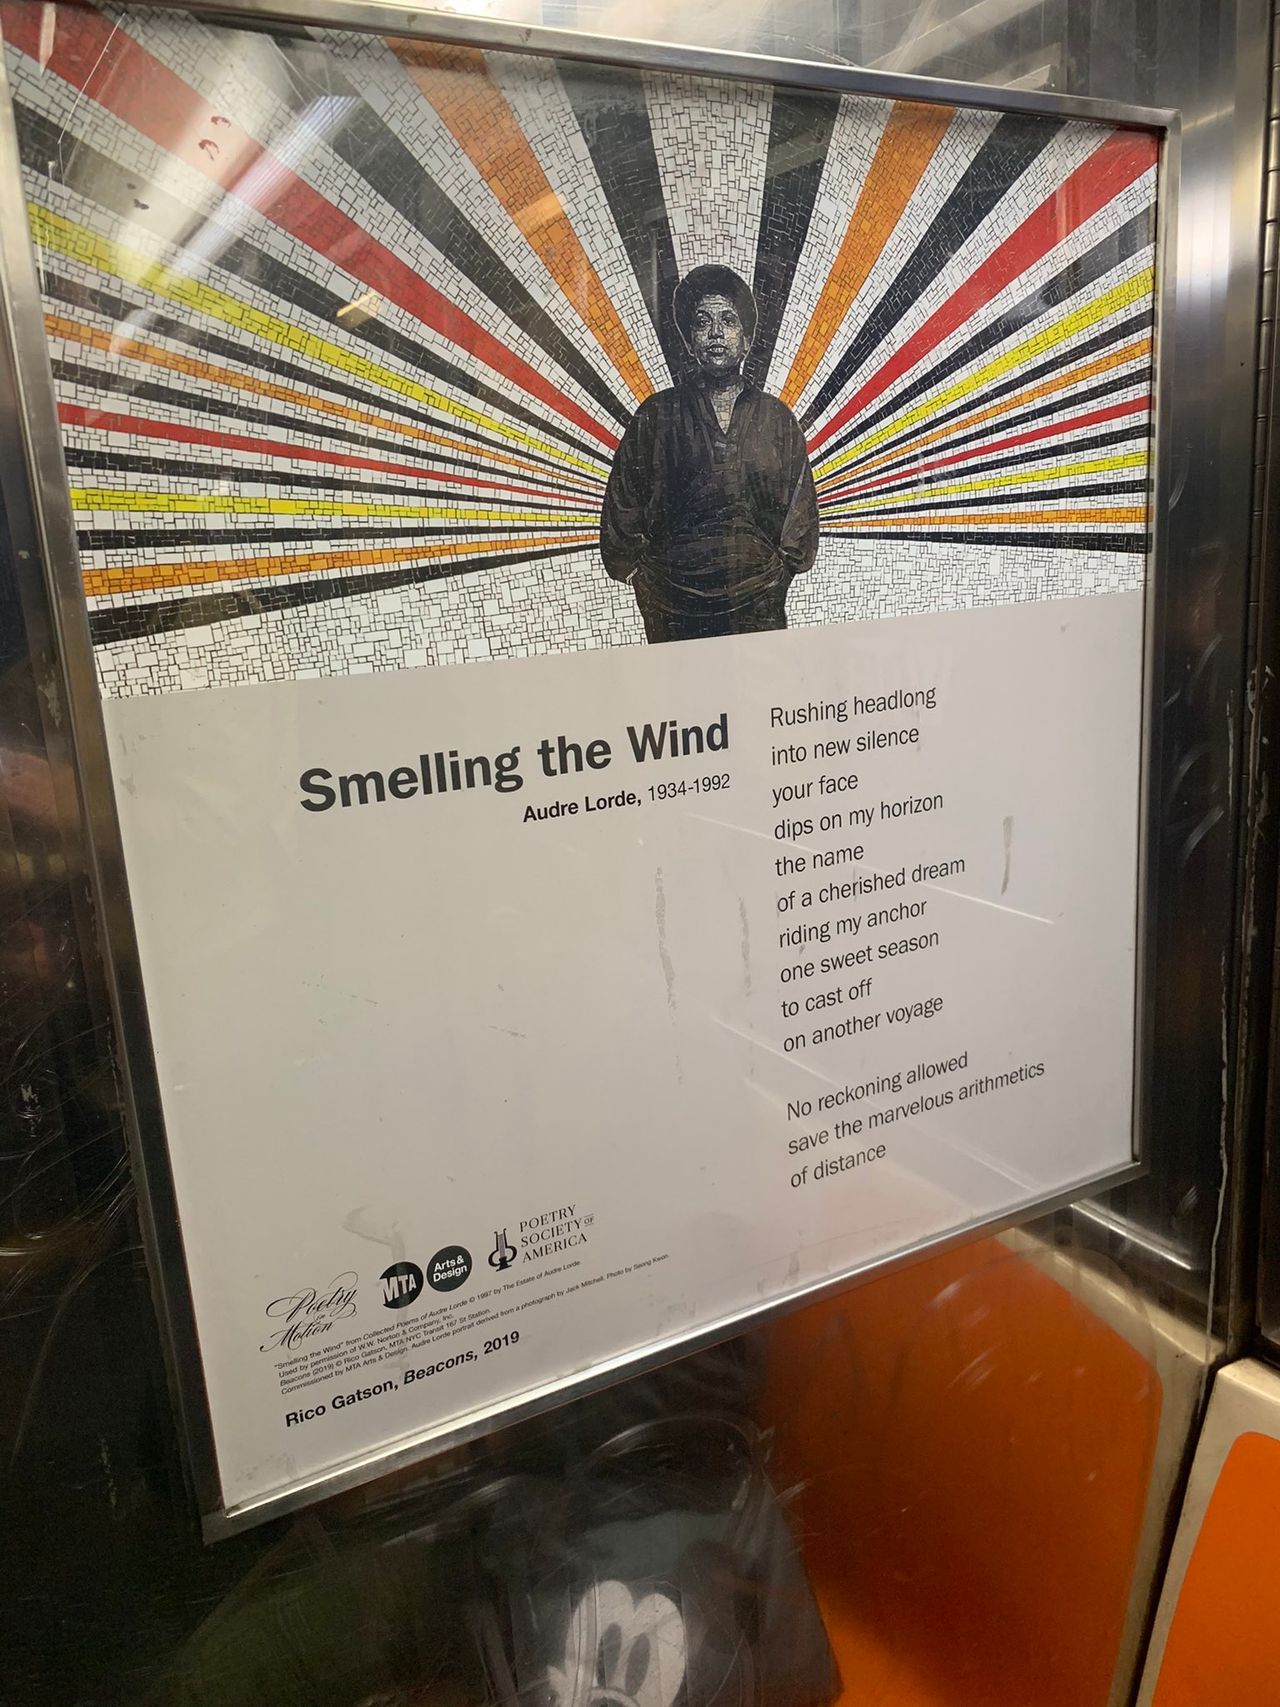 Smelling the Wind
Audre Lorde, 1934-1992
Rushing headlong
into new silence
your face
dips on my horizon
the name
of a cherished dream
riding my anchor
one sweet season
to cast off
on another voyage
No reckoning allowed
save the marvelous arithmetics
of distance
Poetry
in
Motion
MTA
Arts &
Design
POETRY
SOCIETY OF
AMERICA
"Smelling the Wind" from Collected Poems of Audre Lorde © 1997 by The Estate of Audre Lorde.
Used by permission of W.W. Norton & Company, Inc.
Beacons (2019) © Rico Gatson, MTA NYC Transit 167 St Station.
Commissioned by MTA Arts & Design. Audre Lorde portrait derived from a photograph by Jack Mitchell. Photo by Seong Kwon.
Rico Gatson, Beacons, 2019